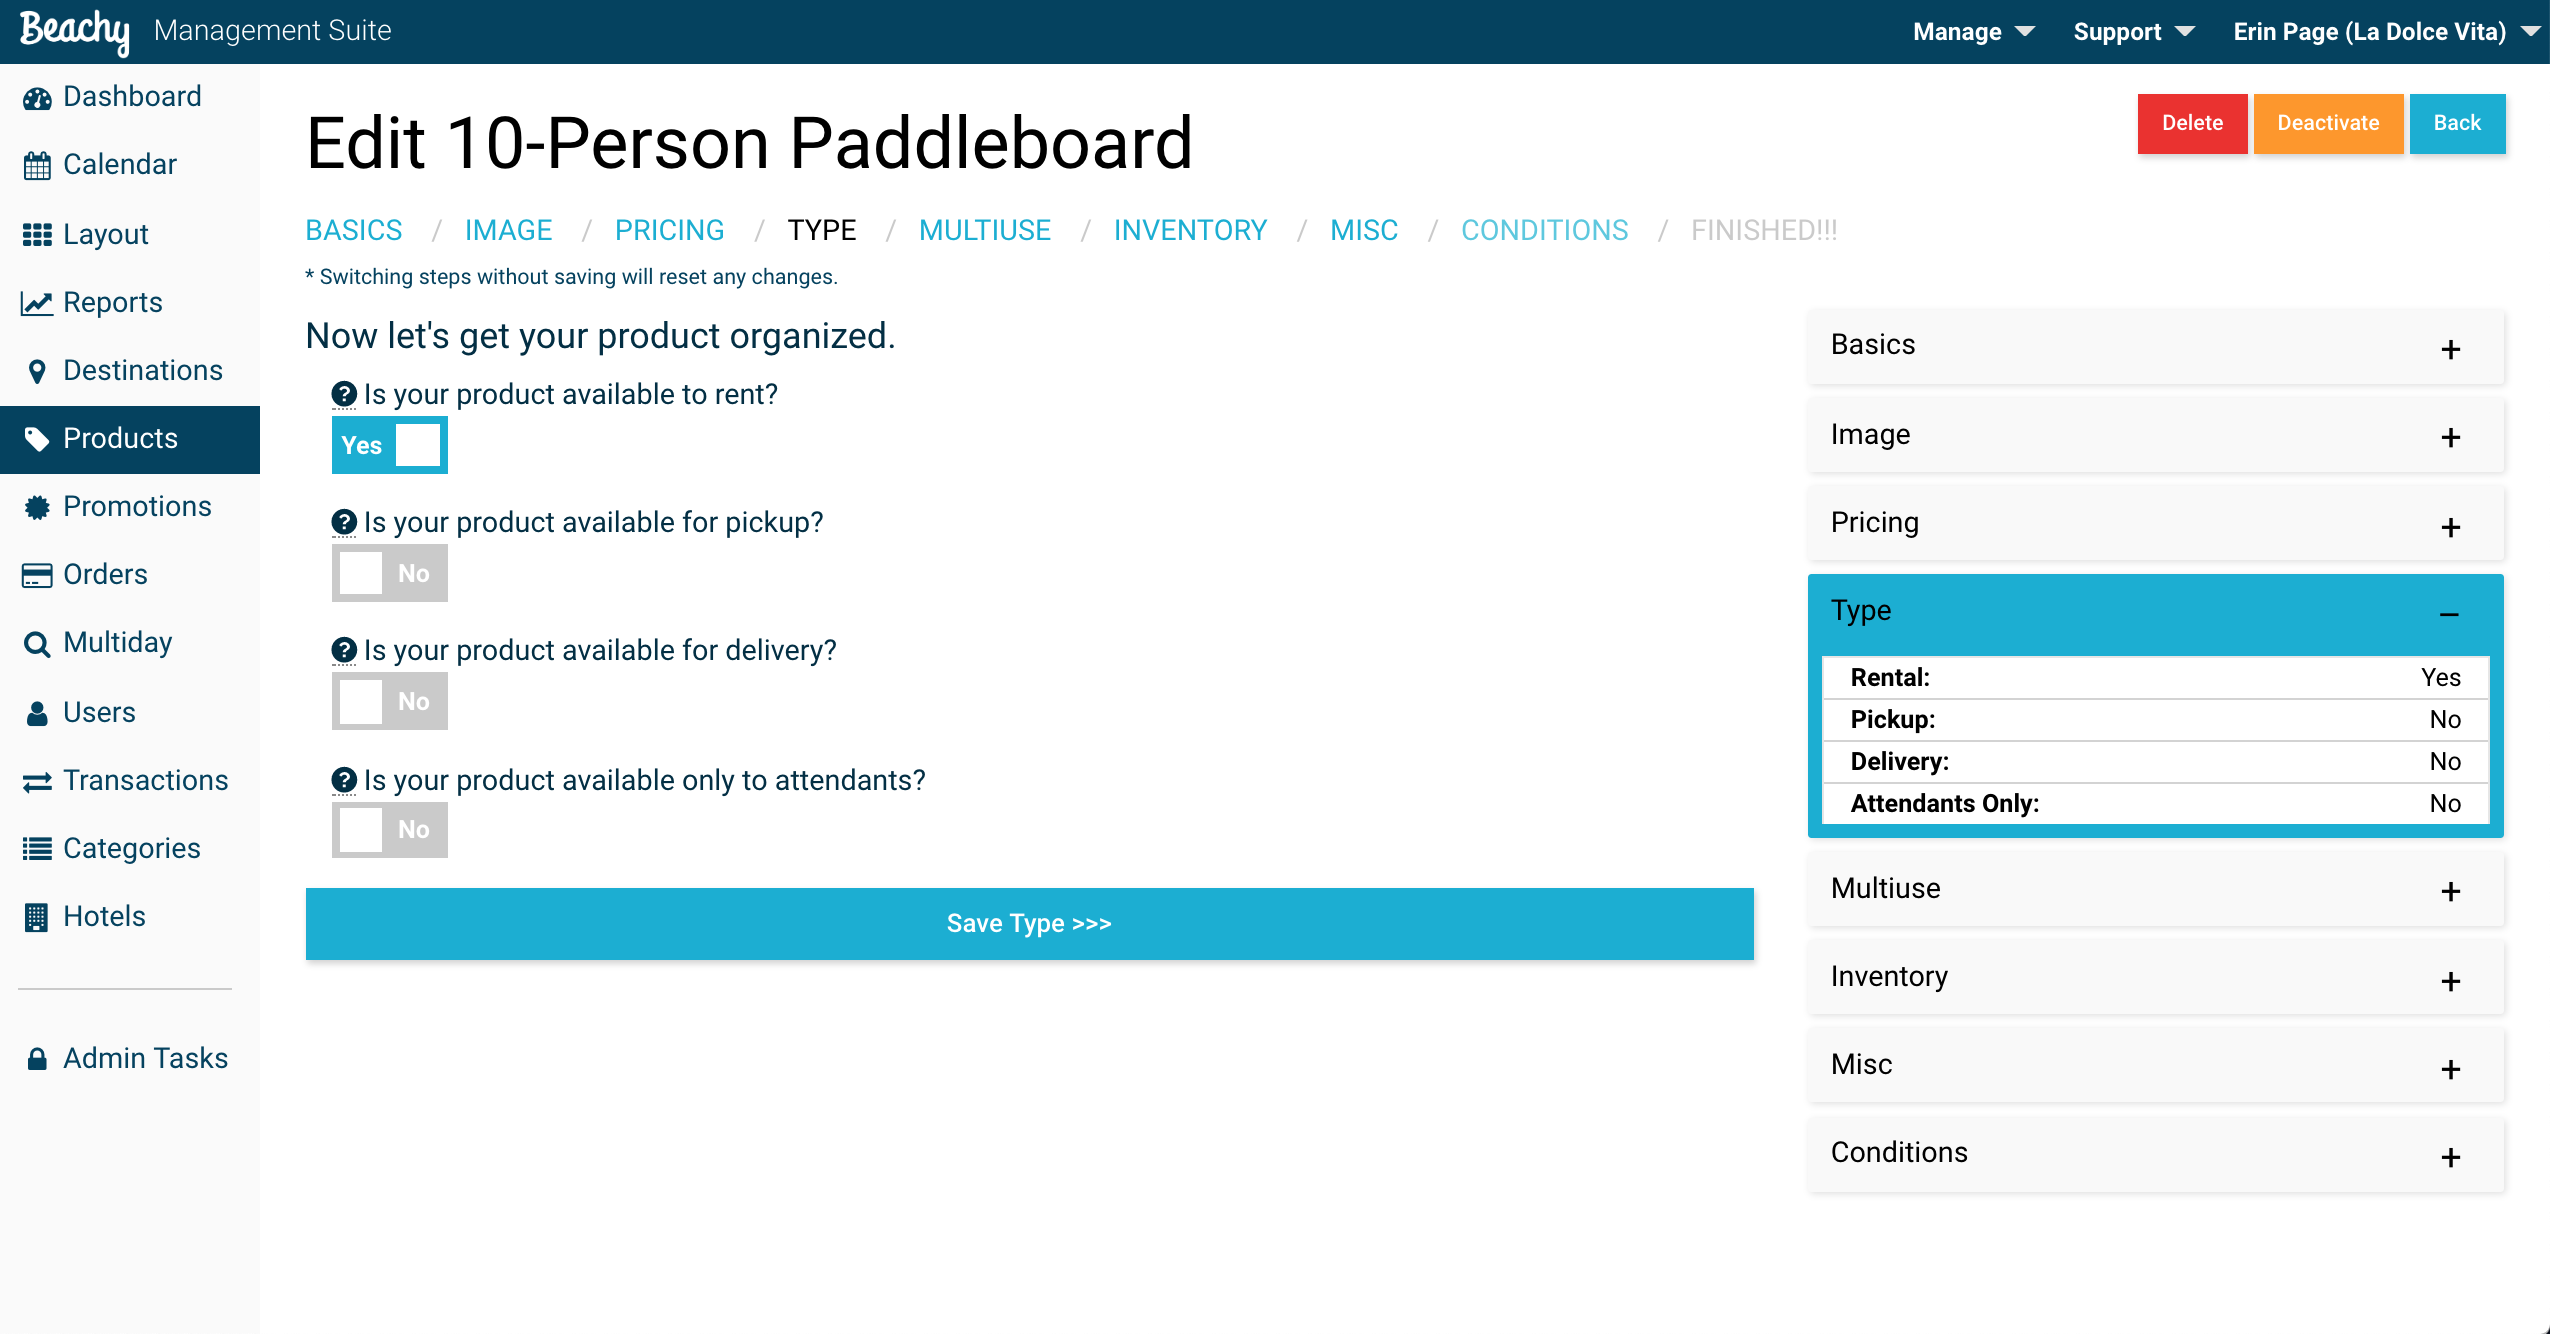 Beachy Management Suite
Manage Support Erin Page (La Dolce Vita)
Dashboard
Calendar
Layout
Reports
Destinations
Products
Promotions
Orders
Multiday
Users
Transactions
Categories
Hotels
Admin Tasks
Edit 10-Person Paddleboard
Delete Deactivate Back
BASICS / IMAGE / PRICING / TYPE / MULTIUSE / INVENTORY / MISC / CONDITIONS / FINISHED!!!
* Switching steps without saving will reset any changes.
Now let's get your product organized.
? Is your product available to rent?
Yes
? Is your product available for pickup?
No
? Is your product available for delivery?
No
? Is your product available only to attendants?
No
Save Type >>>
Basics +
Image +
Pricing +
Type –
Rental: Yes
Pickup: No
Delivery: No
Attendants Only: No
Multiuse +
Inventory +
Misc +
Conditions +